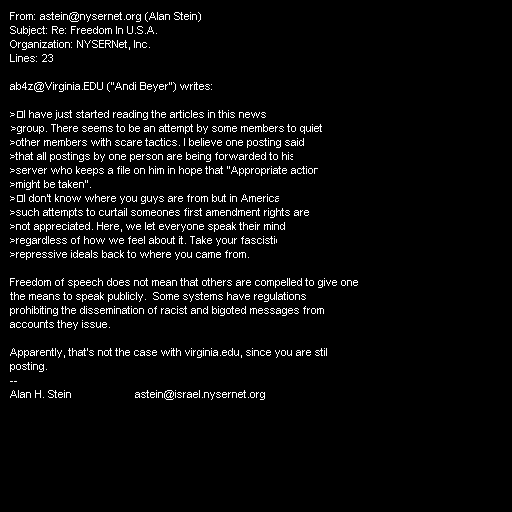 From: astein@nysernet.org (Alan Stein)
Subject: Re: Freedom In U.S.A.
Organization: NYSERNet, Inc.
Lines: 23

ab4z@Virginia.EDU ("Andi Beyer") writes:

>I have just started reading the articles in this news
>group. There seems to be an attempt by some members to quiet
>other members with scare tactics. I believe one posting said
>that all postings by one person are being forwarded to his
>server who keeps a file on him in hope that "Appropriate action
>might be taken".
>I don't know where you guys are from but in America
>such attempts to curtail someones first amendment rights are
>not appreciated. Here, we let everyone speak their mind
>regardless of how we feel about it. Take your fascistic
>repressive ideals back to where you came from.

Freedom of speech does not mean that others are compelled to give one
the means to speak publicly.  Some systems have regulations
prohibiting the dissemination of racist and bigoted messages from
accounts they issue.

Apparently, that's not the case with virginia.edu, since you are stil
posting.
--
Alan H. Stein                     astein@israel.nysernet.org